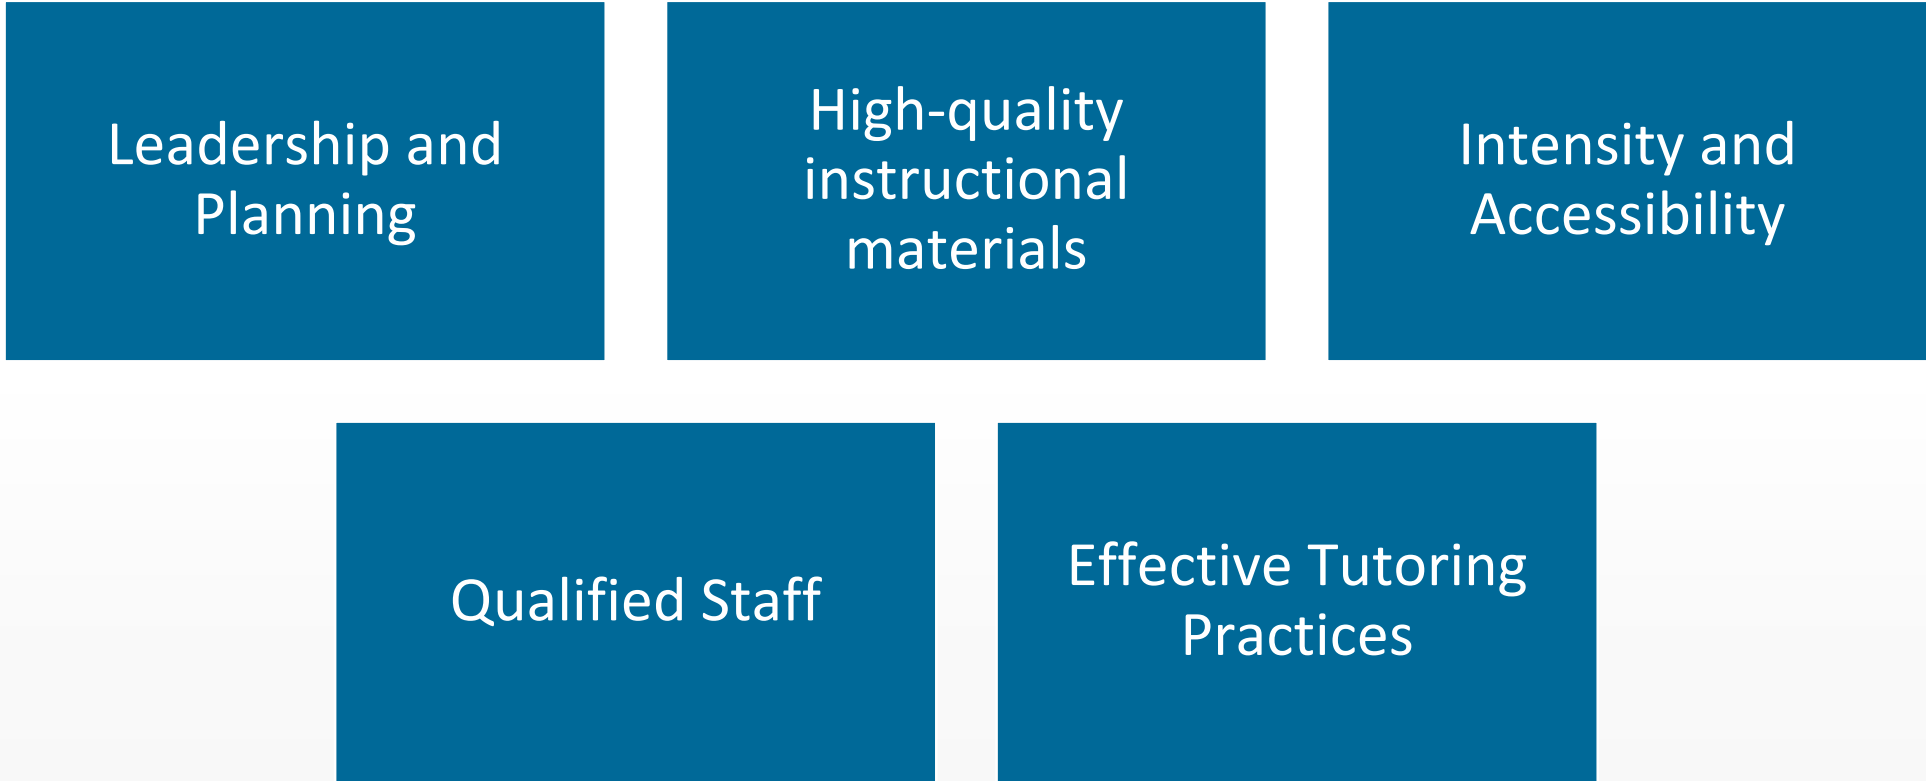 Leadership and
Planning
High-quality
instructional
materials
Intensity and
Accessibility
Qualified Staff
Effective Tutoring
Practices